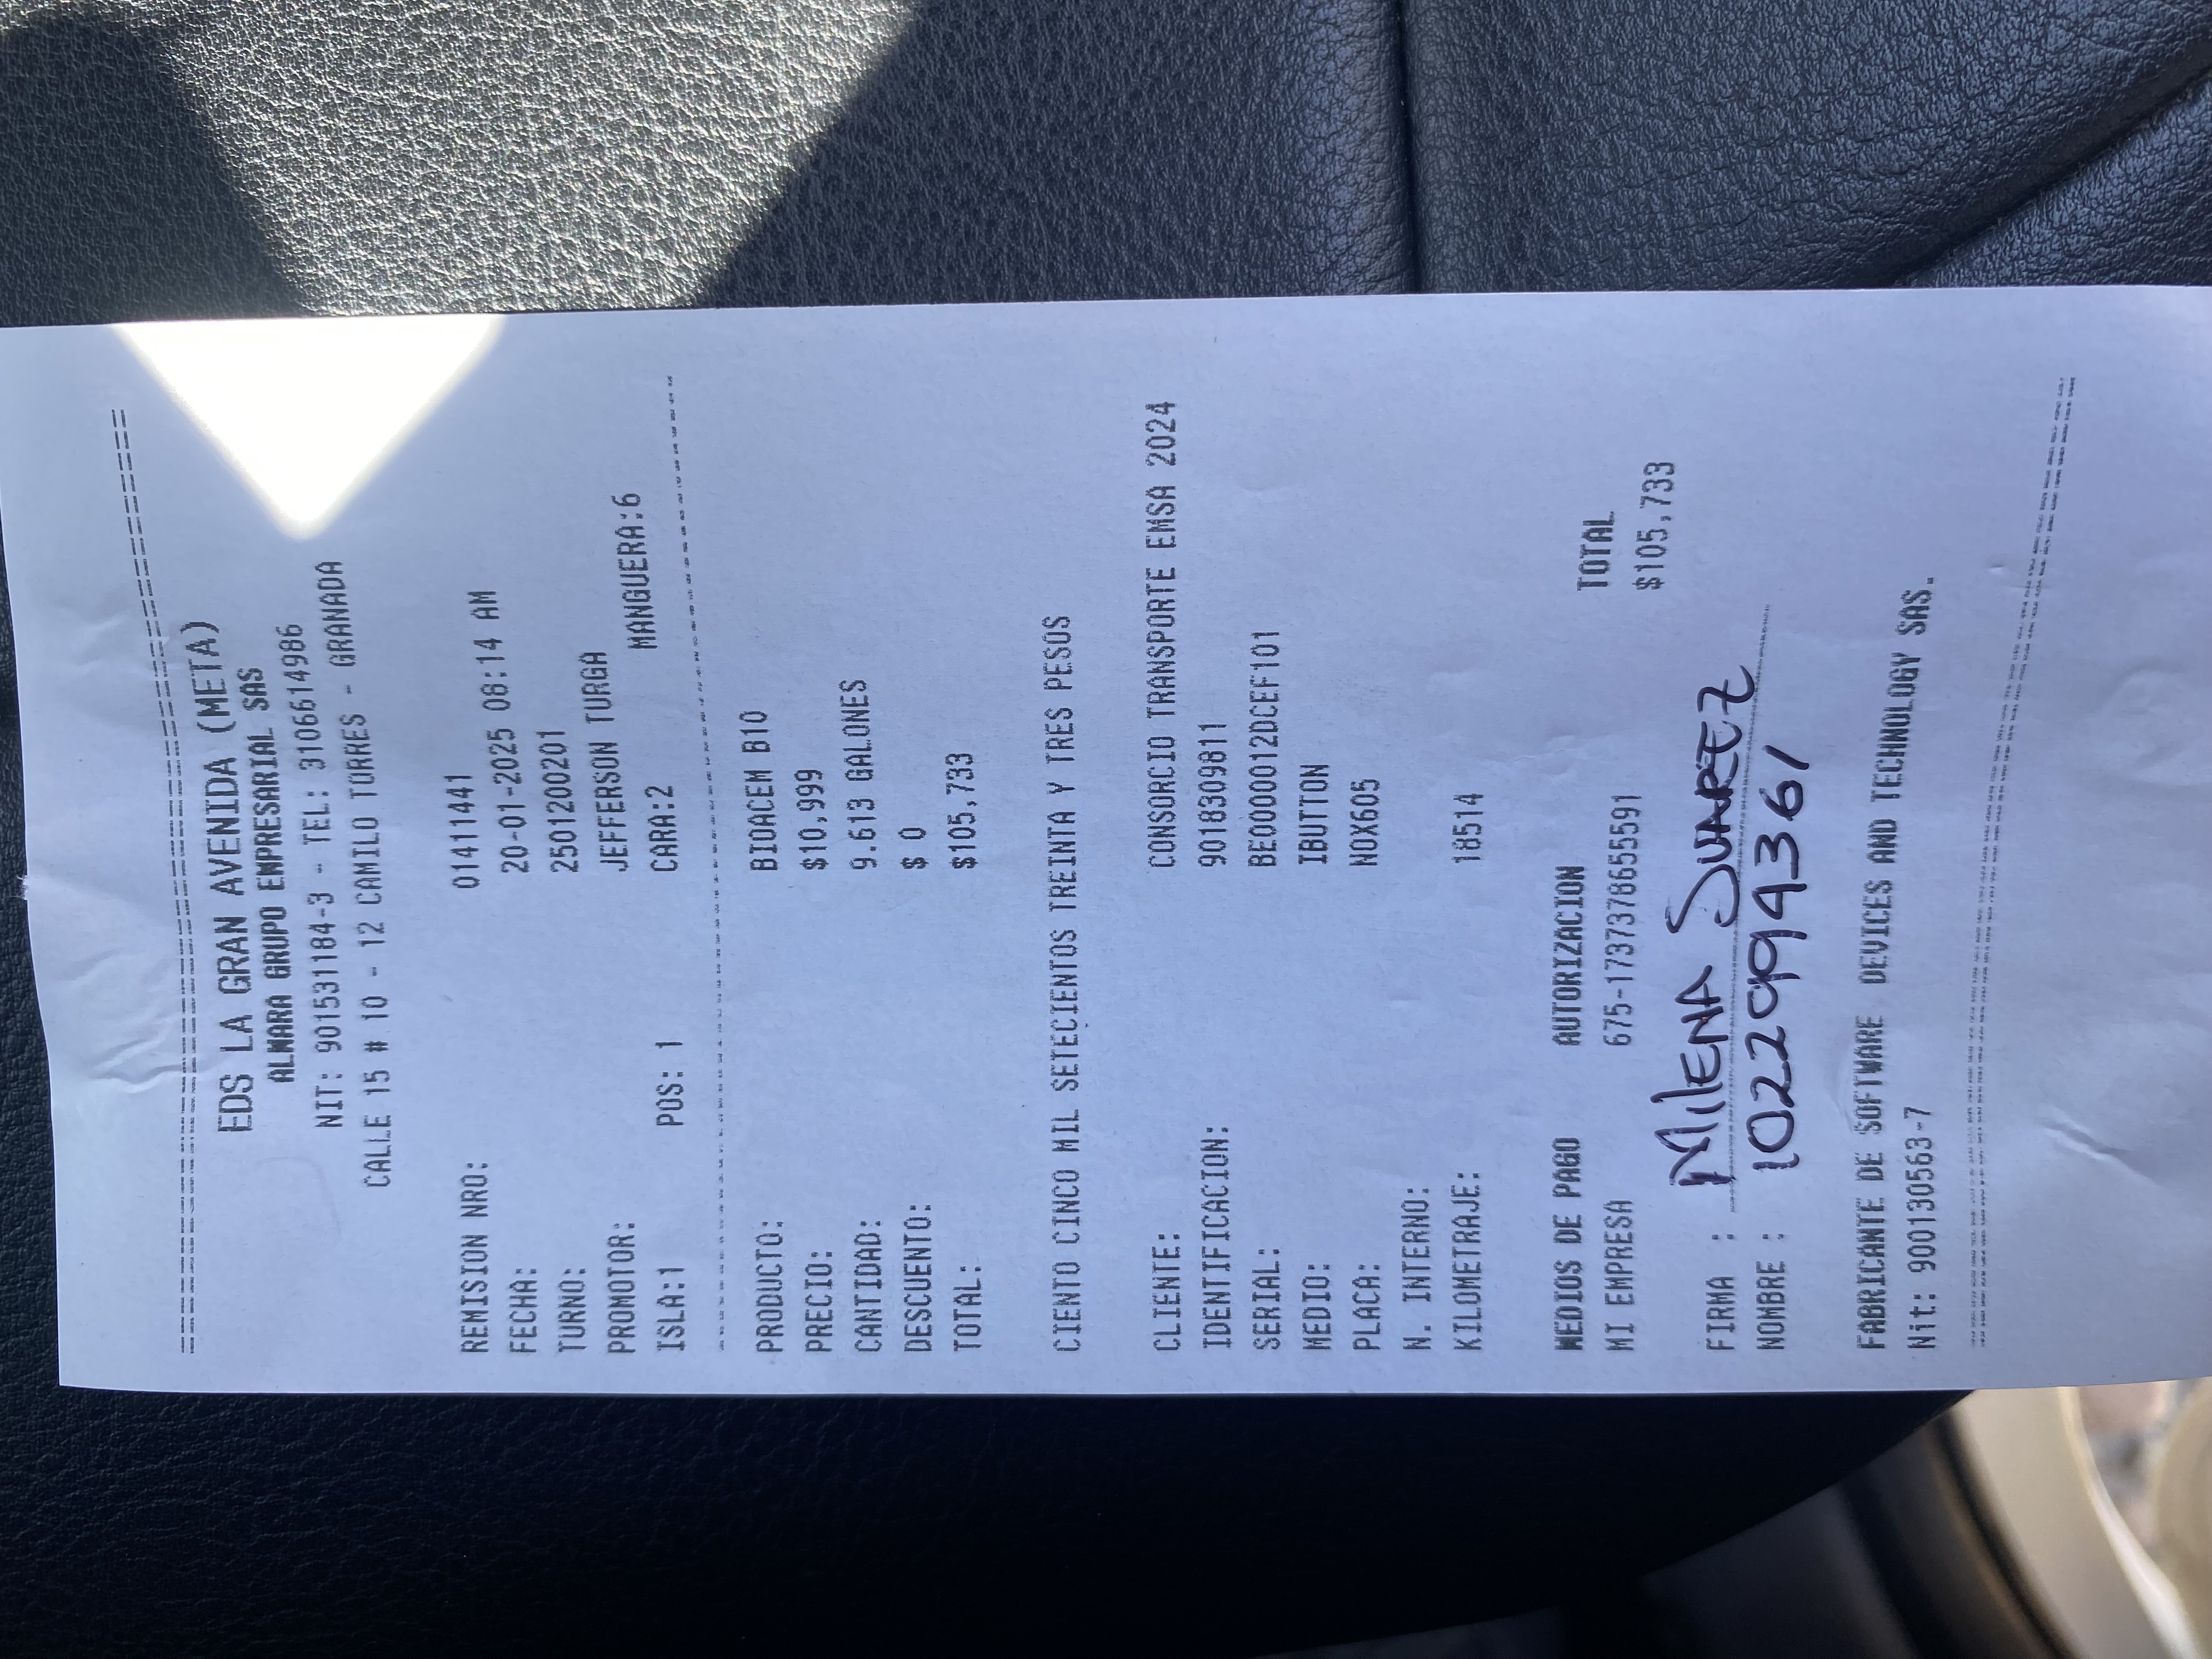 EDS LA GRAN AVENIDA (META)
ALMARA GRUPO EMPRESARIAL SAS
NIT: 901531184-3 - TEL: 3106614986
CALLE 15 # 10 - 12 CAMILO TORRES - GRANADA
REMISION NRO: 01411441
FECHA: 20-01-2025 08:14 AM
TURNO: 2501200201
PROMOTOR: JEFFERSON TURGA
ISLA:1 POS: 1 CARA:2 MANGUERA:6
PRODUCTO: BIOACEM B10
PRECIO: $10,999
CANTIDAD: 9.613 GALONES
DESCUENTO: $ 0
TOTAL: $105,733
CIENTO CINCO MIL SETECIENTOS TREINTA Y TRES PESOS
CLIENTE: CONSORCIO TRANSPORTE EMSA 2024
IDENTIFICACION: 9018309811
SERIAL: BE0000012DCEF101
MEDIO: IBUTTON
PLACA: NOX605
N. INTERNO:
KILOMETRAJE: 18514
MEDIOS DE PAGO AUTORIZACION TOTAL
MI EMPRESA 675-1737378655591 $105,733
FIRMA : MilENA SUAREZ
NOMBRE : 1022994361
FABRICANTE DE SOFTWARE DEVICES AND TECHNOLOGY SAS.
Nit: 900130563-7